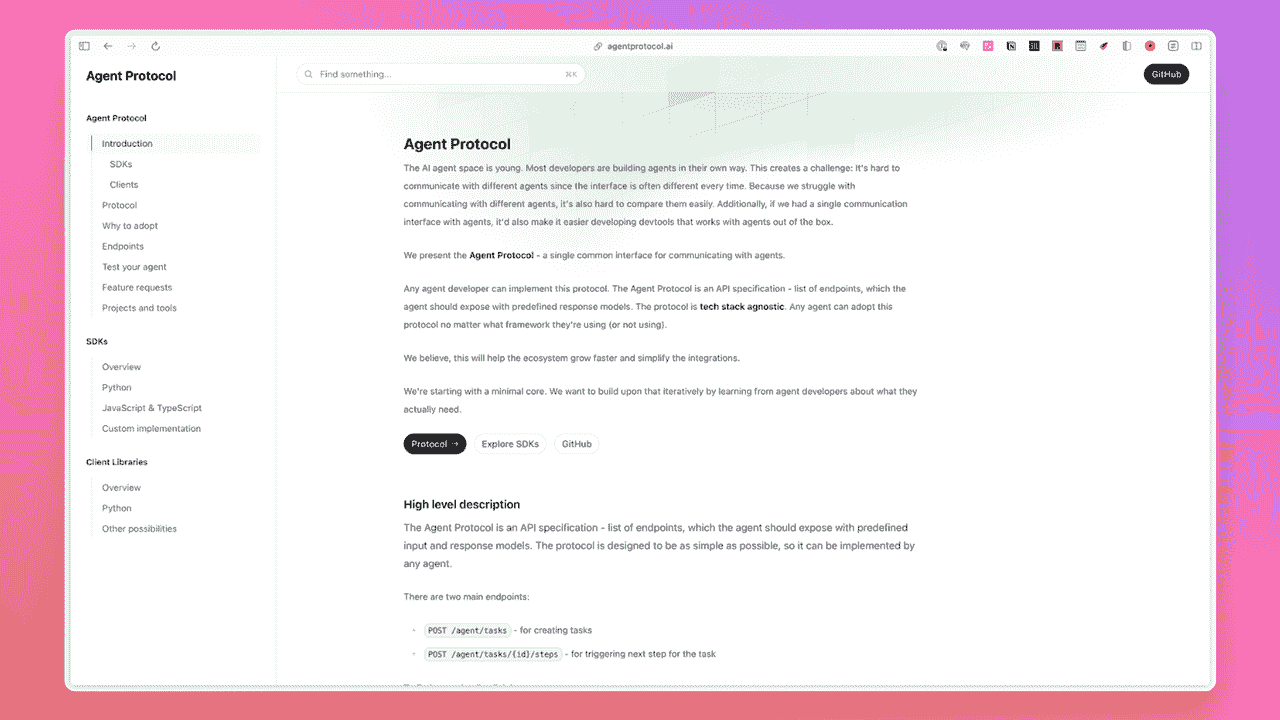 agentprotocol.ai
Agent Protocol
Find something...
⌘K
GitHub
Agent Protocol
Introduction
SDKs
Clients
Protocol
Why to adopt
Endpoints
Test your agent
Feature requests
Projects and tools
SDKs
Overview
Python
JavaScript & TypeScript
Custom implementation
Client Libraries
Overview
Python
Other possibilities
Agent Protocol
The AI agent space is young. Most developers are building agents in their own way. This creates a challenge: It's hard to
communicate with different agents since the interface is often different every time. Because we struggle with
communicating with different agents, it's also hard to compare them easily. Additionally, if we had a single communication
interface with agents, it'd also make it easier developing devtools that works with agents out of the box.
We present the Agent Protocol - a single common interface for communicating with agents.
Any agent developer can implement this protocol. The Agent Protocol is an API specification - list of endpoints, which the
agent should expose with predefined response models. The protocol is tech stack agnostic. Any agent can adopt this
protocol no matter what framework they're using (or not using).
We believe, this will help the ecosystem grow faster and simplify the integrations.
We're starting with a minimal core. We want to build upon that iteratively by learning from agent developers about what they
actually need.
Protocol →
Explore SDKs
GitHub
High level description
The Agent Protocol is an API specification - list of endpoints, which the agent should expose with predefined
input and response models. The protocol is designed to be as simple as possible, so it can be implemented by
any agent.
There are two main endpoints:
- POST /agent/tasks - for creating tasks
- POST /agent/tasks/{id}/steps - for triggering next step for the task